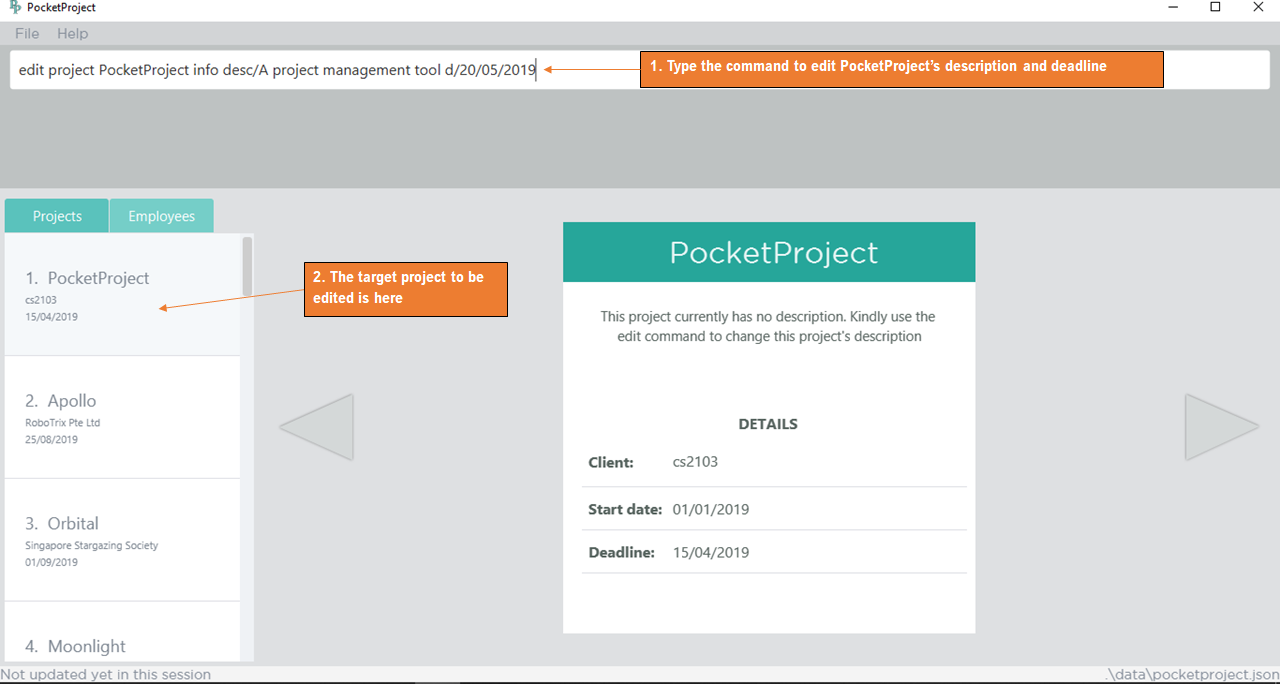 PocketProject
File Help
edit project PocketProject info desc/A project management tool d/20/05/2019
1. Type the command to edit PocketProject’s description and deadline
Projects Employees
1. PocketProject
cs2103
15/04/2019
2. The target project to be
edited is here
2. Apollo
RoboTrix Pte Ltd
25/08/2019
3. Orbital
Singapore Stargazing Society
01/09/2019
4. Moonlight
PocketProject
This project currently has no description. Kindly use the
edit command to change this project's description
DETAILS
Client: cs2103
Start date: 01/01/2019
Deadline: 15/04/2019
Not updated yet in this session
.\data\pocketproject.json